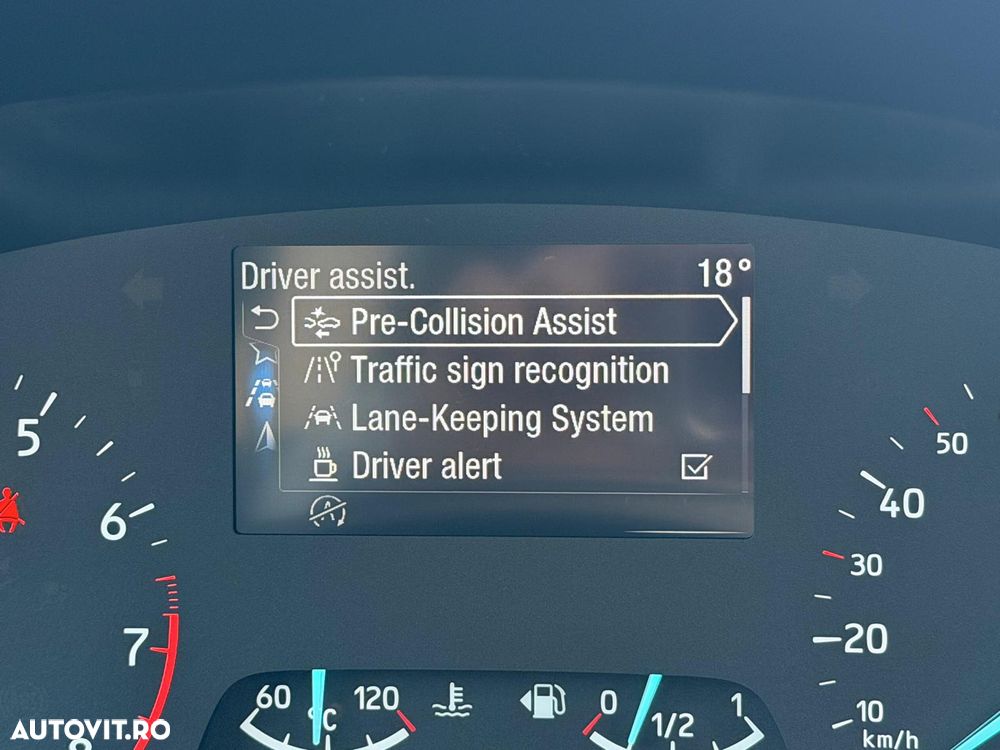 Driver assist. 18°
Pre-Collision Assist
Traffic sign recognition
Lane-Keeping System
Driver alert
A
5
6
7
8
50
40
30
20
10
km/h
60 °C 120
0 1/2 1
AUTOVIT.RO